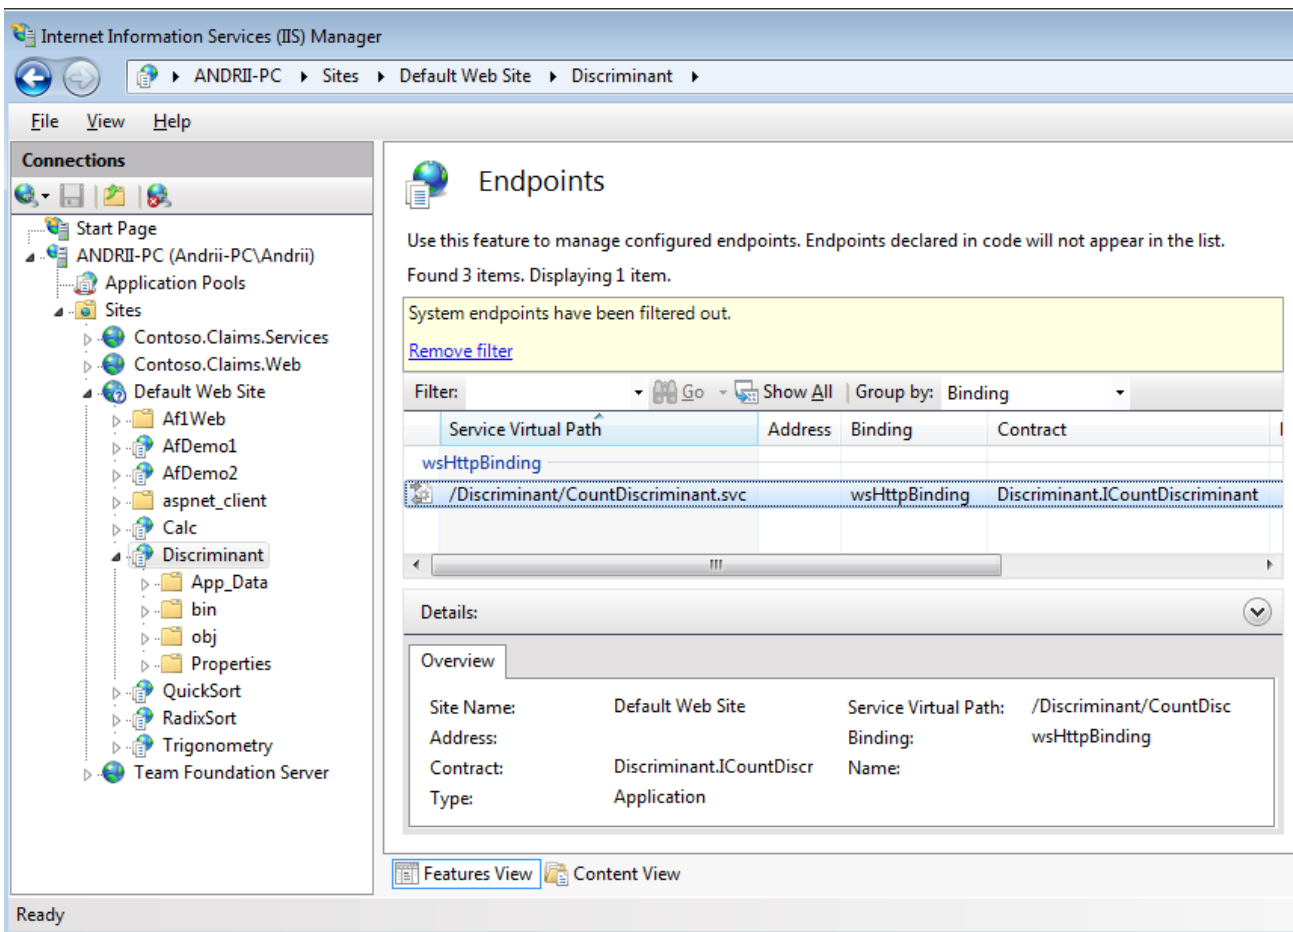 Internet Information Services (IIS) Manager
ANDRII-PC Sites Default Web Site Discriminant
File View Help
Connections
Start Page
ANDRII-PC (Andrii-PC\Andrii)
Application Pools
Sites
Contoso.Claims.Services
Contoso.Claims.Web
Default Web Site
Af1Web
AfDemo1
AfDemo2
aspnet_client
Calc
Discriminant
App_Data
bin
obj
Properties
QuickSort
RadixSort
Trigonometry
Team Foundation Server
Endpoints
Use this feature to manage configured endpoints. Endpoints declared in code will not appear in the list.
Found 3 items. Displaying 1 item.
System endpoints have been filtered out.
Remove filter
Filter: Go Show All Group by: Binding
Service Virtual Path Address Binding Contract
wsHttpBinding
/Discriminant/CountDiscriminant.svc wsHttpBinding Discriminant.ICountDiscriminant
Details:
Overview
Site Name: Default Web Site Service Virtual Path: /Discriminant/CountDisc
Address: Binding: wsHttpBinding
Contract: Discriminant.ICountDiscr Name:
Type: Application
Features View Content View
Ready